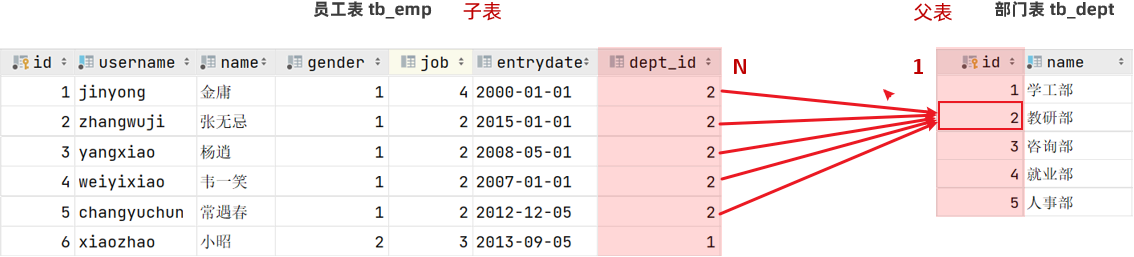 员工表 tb_emp 子表 父表 部门表 tb_dept
id username name gender job entrydate dept_id N 1 id name
1 jinyong 金庸 1 4 2000-01-01 2 1 学工部
2 zhangwuji 张无忌 1 2 2015-01-01 2 2 教研部
3 yangxiao 杨逍 1 2 2008-05-01 2 3 咨询部
4 weiyixiao 韦一笑 1 2 2007-01-01 2 4 就业部
5 changyuchun 常遇春 1 2 2012-12-05 2 5 人事部
6 xiaozhao 小昭 2 3 2013-09-05 1